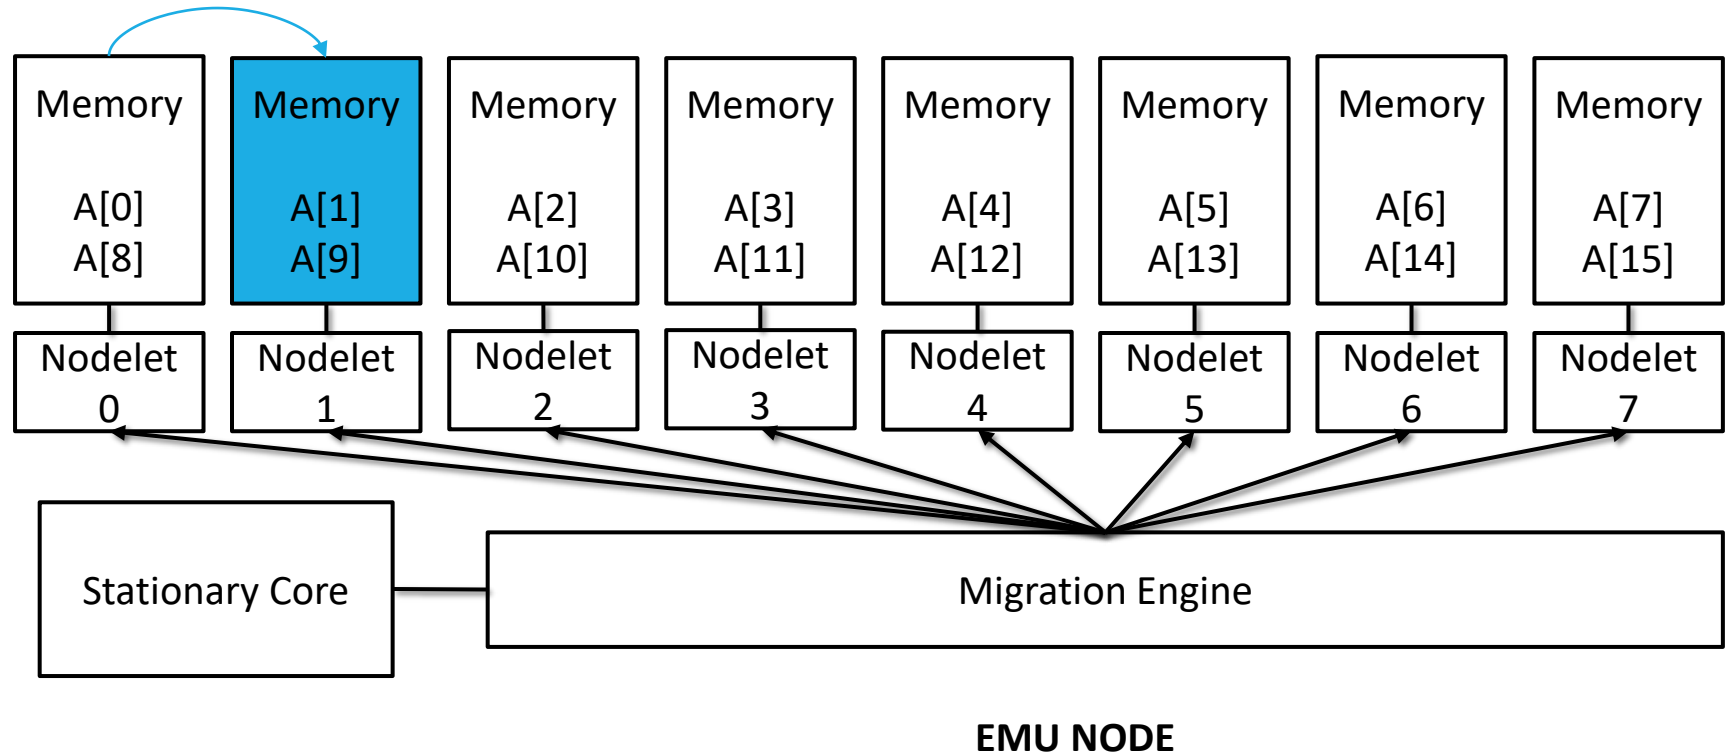 Memory
A[0]
A[8]
Memory
A[1]
A[9]
Memory
A[2]
A[10]
Memory
A[3]
A[11]
Memory
A[4]
A[12]
Memory
A[5]
A[13]
Memory
A[6]
A[14]
Memory
A[7]
A[15]
Nodelet
0
Nodelet
1
Nodelet
2
Nodelet
3
Nodelet
4
Nodelet
5
Nodelet
6
Nodelet
7
Stationary Core
Migration Engine
EMU NODE